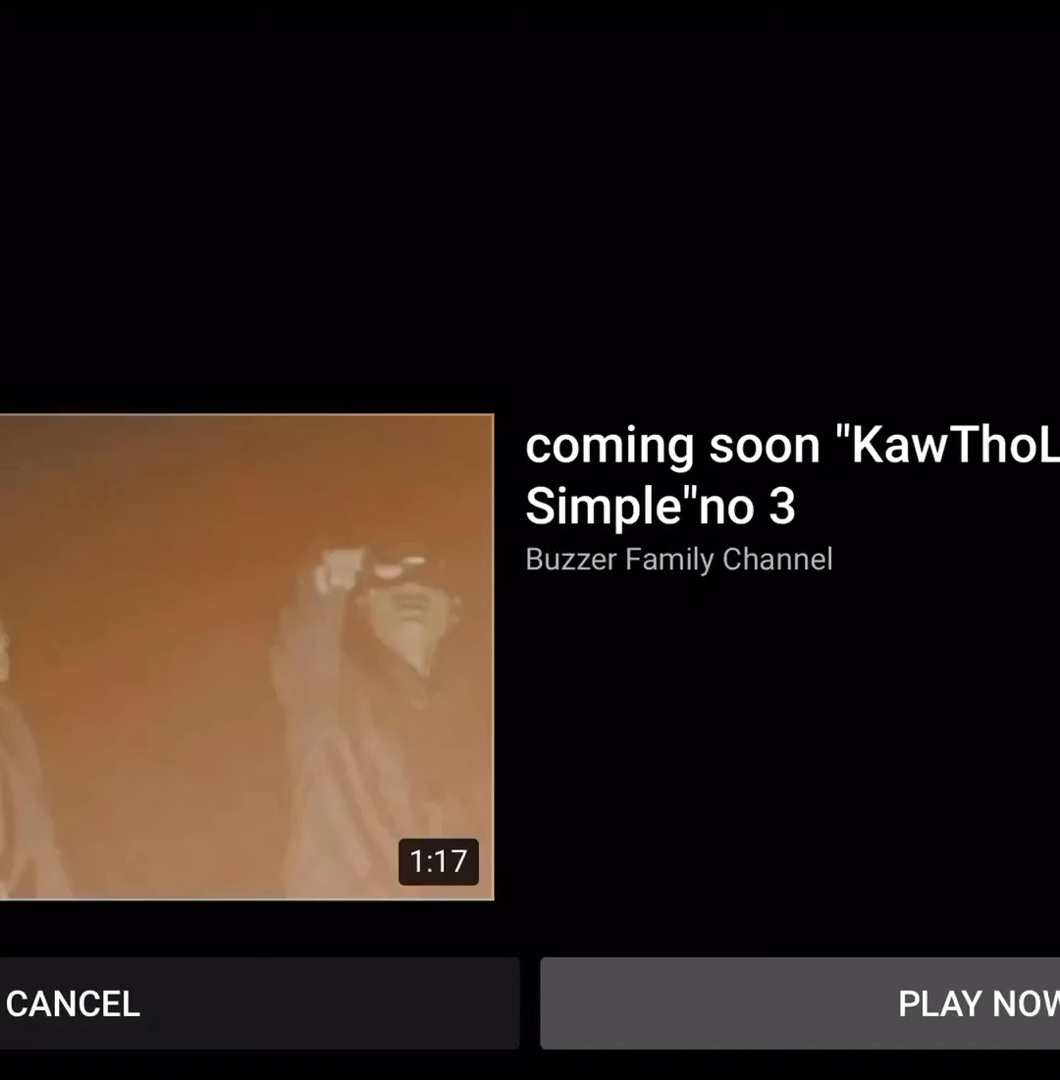 coming soon "KawThoL
Simple"no 3
Buzzer Family Channel
1:17
CANCEL
PLAY NOW